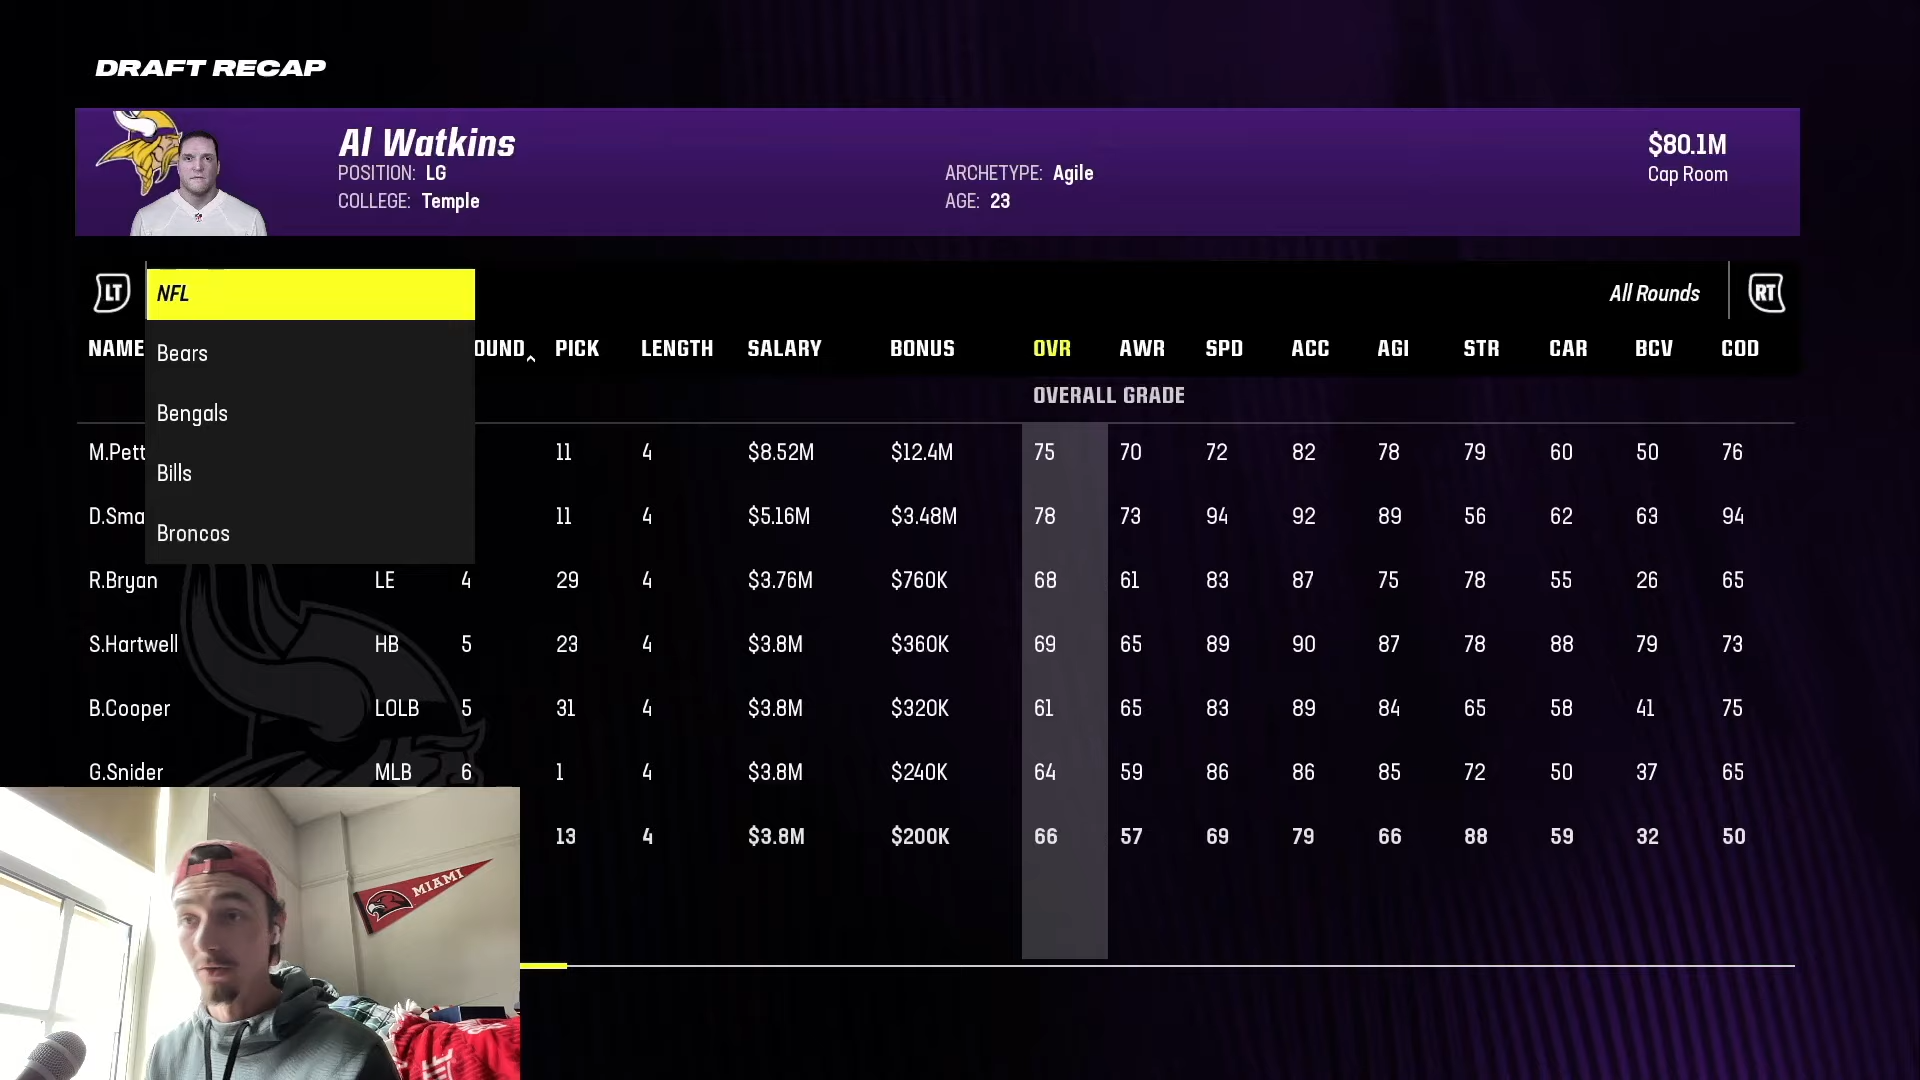 DRAFT RECAP
Al Watkins
POSITION: LG
COLLEGE: Temple
ARCHETYPE: Agile
AGE: 23
$80.1M
Cap Room
LT NFL All Rounds RT
Bears
Bengals
Bills
Broncos
NAME OUND PICK LENGTH SALARY BONUS OVR AWR SPD ACC AGI STR CAR BCV COD
OVERALL GRADE
M.Pett 11 4 $8.52M $12.4M 75 70 72 82 78 79 60 50 76
D.Sma 11 4 $5.16M $3.48M 78 73 94 92 89 56 62 63 94
R.Bryan LE 4 29 4 $3.76M $760K 68 61 83 87 75 78 55 26 65
S.Hartwell HB 5 23 4 $3.8M $360K 69 65 89 90 87 78 88 79 73
B.Cooper LOLB 5 31 4 $3.8M $320K 61 65 83 89 84 65 58 41 75
G.Snider MLB 6 1 4 $3.8M $240K 64 59 86 86 85 72 50 37 65
13 4 $3.8M $200K 66 57 69 79 66 88 59 32 50
MIAMI